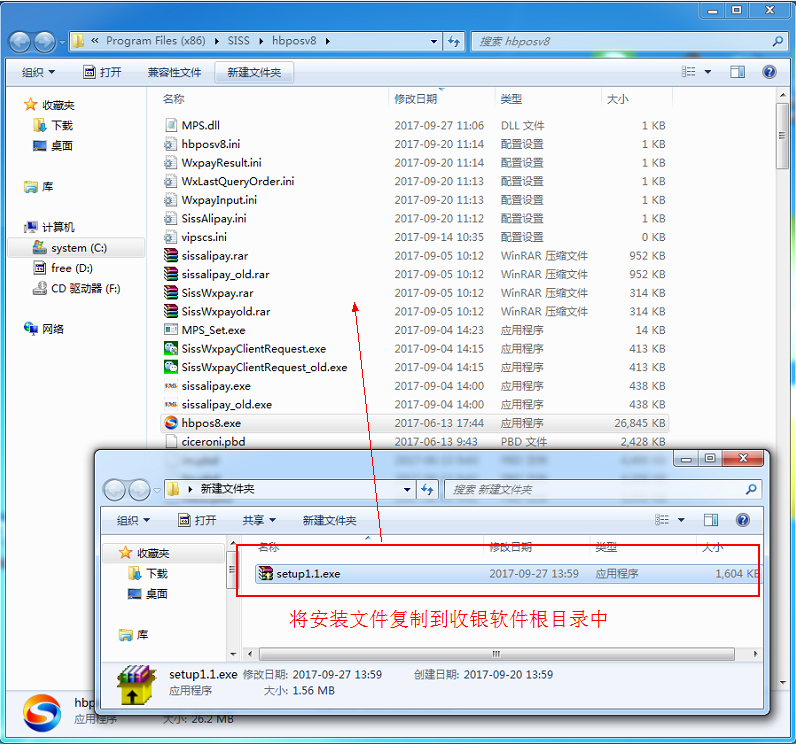 « Program Files (x86) ▸ SISS ▸ hbposv8 ▸ 搜索 hbposv8
组织 ▼ 打开 兼容性文件 新建文件夹
名称 修改日期 类型 大小
收藏夹
下载
桌面
库
计算机
system (C:)
free (D:)
CD 驱动器 (F:)
网络
MPS.dll 2017-09-27 11:06 DLL 文件 1 KB
hbposv8.ini 2017-09-20 11:14 配置设置 1 KB
WxpayResult.ini 2017-09-20 11:14 配置设置 1 KB
WxLastQueryOrder.ini 2017-09-20 11:13 配置设置 1 KB
WxpayInput.ini 2017-09-20 11:13 配置设置 1 KB
SissAlipay.ini 2017-09-20 11:12 配置设置 1 KB
vipscs.ini 2017-09-14 10:35 配置设置 0 KB
sissalipay.rar 2017-09-05 10:12 WinRAR 压缩文件 952 KB
sissalipay_old.rar 2017-09-05 10:12 WinRAR 压缩文件 952 KB
SissWxpay.rar 2017-09-05 10:12 WinRAR 压缩文件 314 KB
SissWxpayold.rar 2017-09-05 10:12 WinRAR 压缩文件 314 KB
MPS_Set.exe 2017-09-04 14:23 应用程序 14 KB
SissWxpayClientRequest.exe 2017-09-04 14:15 应用程序 413 KB
SissWxpayClientRequest_old.exe 2017-09-04 14:15 应用程序 413 KB
sissalipay.exe 2017-09-04 14:00 应用程序 438 KB
sissalipay_old.exe 2017-09-04 14:00 应用程序 438 KB
hbpos8.exe 2017-06-13 17:44 应用程序 26,845 KB
ciceroni.pbd 2017-06-13 9:43 PBD 文件 2,428 KB
▸ 新建文件夹 搜索 新建文件夹
组织 ▼ 打开 共享 ▼ 新建文件夹
名称 修改日期 类型 大小
收藏夹
下载
桌面
库
setup1.1.exe 2017-09-27 13:59 应用程序 1,604 KB
将安装文件复制到收银软件根目录中
setup1.1.exe 修改日期: 2017-09-27 13:59 创建日期: 2017-09-20 13:59
应用程序 大小: 1.56 MB
hbp
应用程序 大小: 26.2 MB